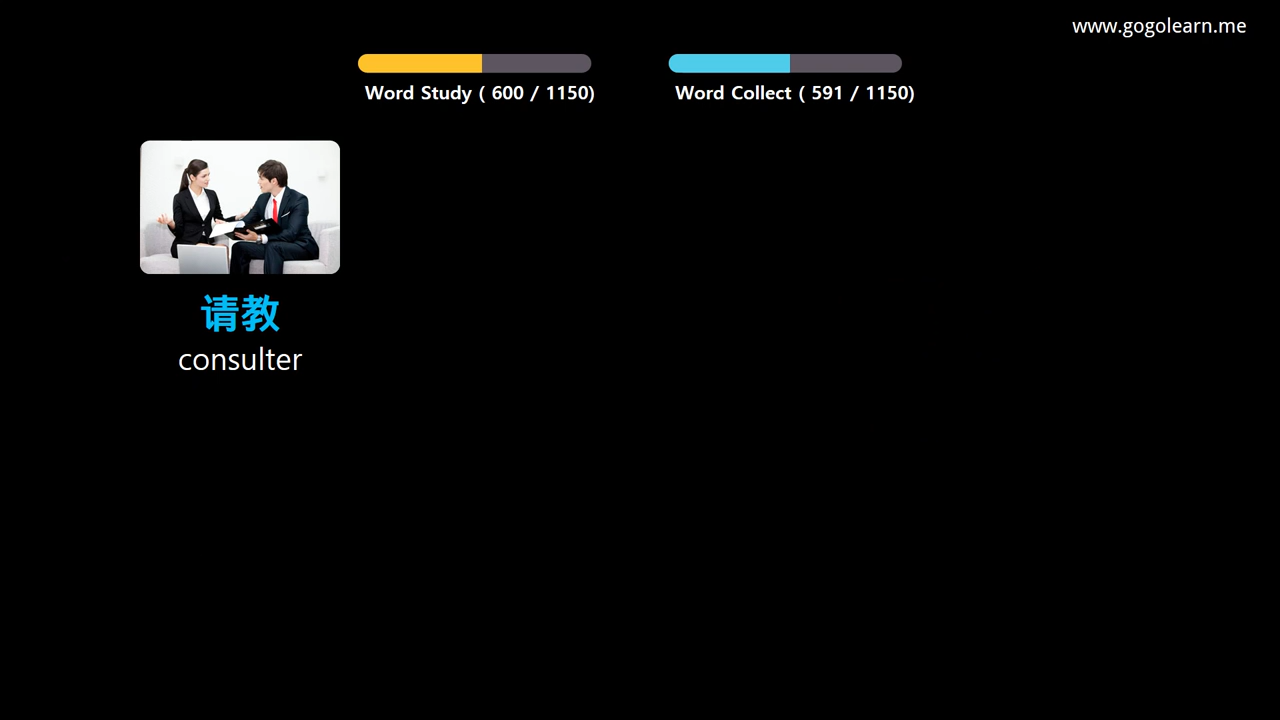 www.gogolearn.me
Word Study ( 600 / 1150)
Word Collect ( 591 / 1150)
请教
consulter